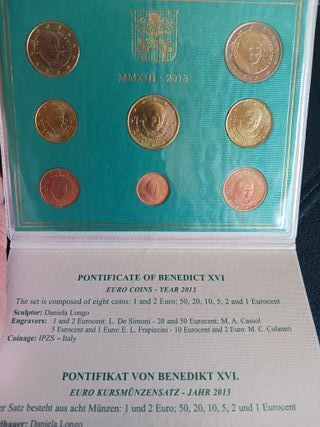 MMXIII · 2013
PONTIFICATE OF BENEDICT XVI
EURO COINS - YEAR 2013
The set is composed of eight coins: 1 and 2 Euro; 50, 20, 10, 5, 2 and 1 Eurocent
Sculptor: Daniela Longo
Engravers: 1 and 2 Eurocent: L. De Simoni - 20 and 50 Eurocent: M. A. Cassol
5 Eurocent and 1 Euro: E. L. Frapiccini - 10 Eurocent and 2 Euro: M. C. Colaneri
Coinage: IPZS – Italy
PONTIFIKAT VON BENEDIKT XVI.
EURO KURSMÜNZENSATZ - JAHR 2013
er Satz besteht aus acht Münzen: 1 und 2 Euro; 50, 20, 10, 5, 2 und 1 Eurocent
dhauer: Daniela Longo